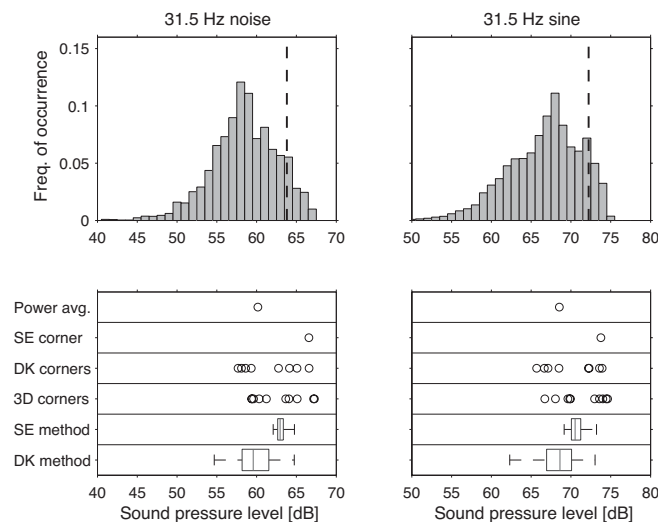 31.5 Hz noise
31.5 Hz sine
Freq. of occurrence
0.15
0.1
0.05
0
40 45 50 55 60 65 70
50 55 60 65 70 75 80
Power avg.
SE corner
DK corners
3D corners
SE method
DK method
40 45 50 55 60 65 70
50 55 60 65 70 75 80
Sound pressure level [dB]
Sound pressure level [dB]